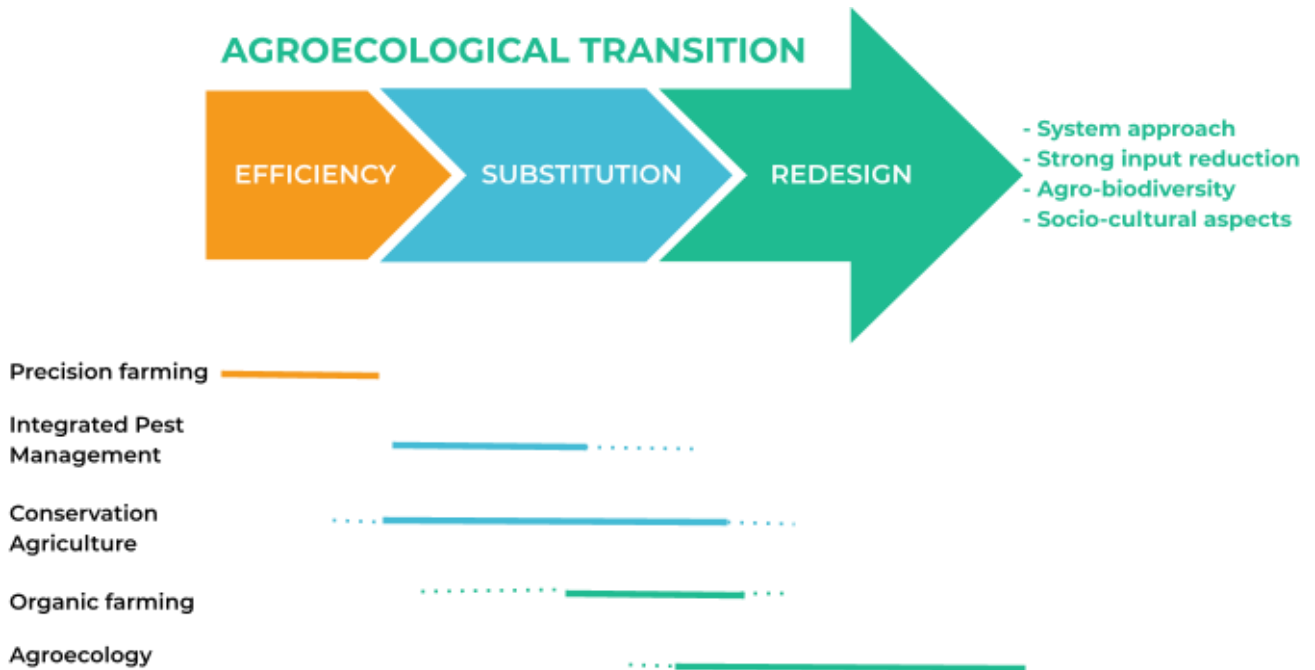 AGROECOLOGICAL TRANSITION
EFFICIENCY
SUBSTITUTION
REDESIGN
- System approach
- Strong input reduction
- Agro-biodiversity
- Socio-cultural aspects
Precision farming
Integrated Pest
Management
Conservation
Agriculture
Organic farming
Agroecology